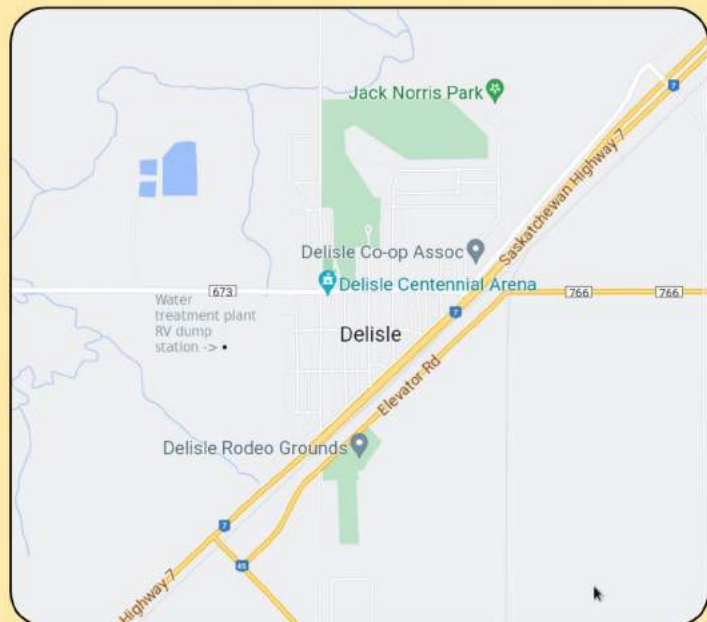 Jack Norris Park
7
Saskatchewan Highway 7
Delisle Co-op Assoc
Delisle Centennial Arena
673
766
766
Water
treatment plant
RV dump
station -> •
7
Delisle
Elevator Rd
Delisle Rodeo Grounds
7
45
Highway 7